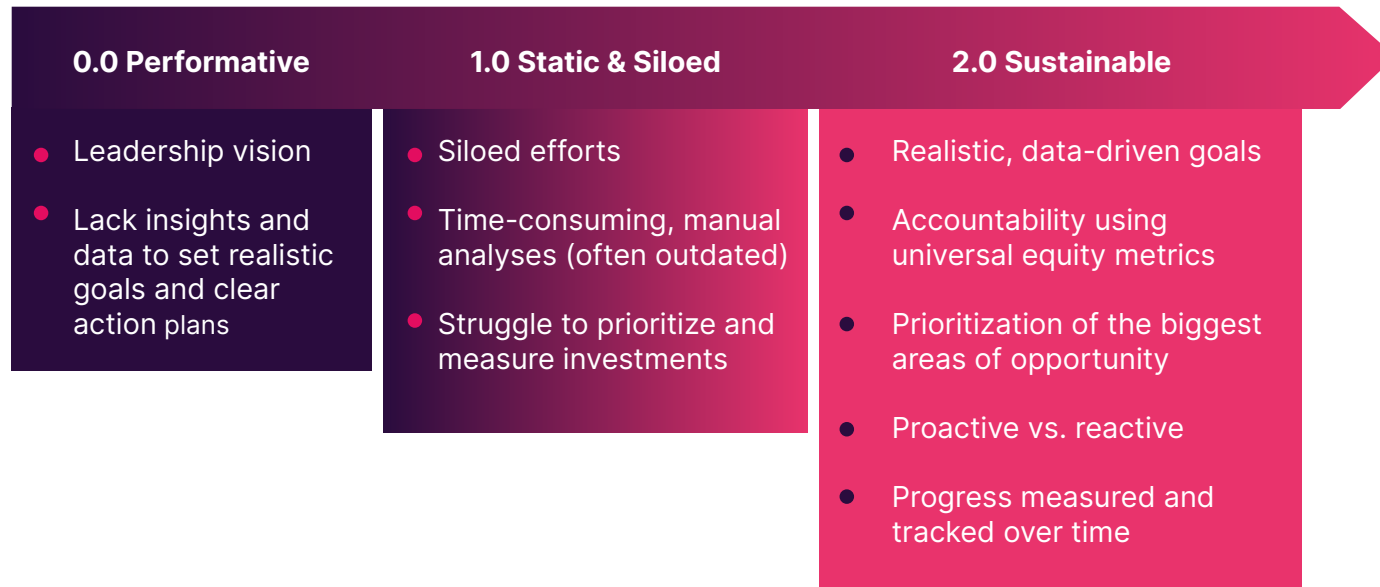 0.0 Performative
1.0 Static & Siloed
2.0 Sustainable
Leadership vision
Lack insights and
data to set realistic
goals and clear
action plans
Siloed efforts
Time-consuming, manual
analyses (often outdated)
Struggle to prioritize and
measure investments
Realistic, data-driven goals
Accountability using
universal equity metrics
Prioritization of the biggest
areas of opportunity
Proactive vs. reactive
Progress measured and
tracked over time